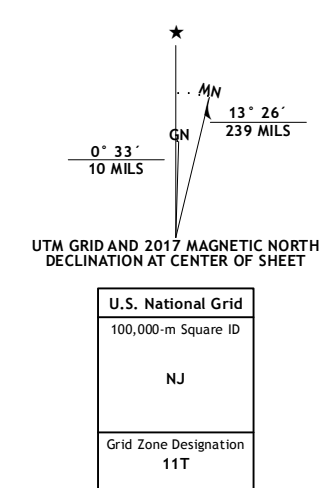 MN
GN
13° 26´
239 MILS
0° 33´
10 MILS
UTM GRID AND 2017 MAGNETIC NORTH
DECLINATION AT CENTER OF SHEET
U.S. National Grid
100,000-m Square ID
NJ
Grid Zone Designation
11T